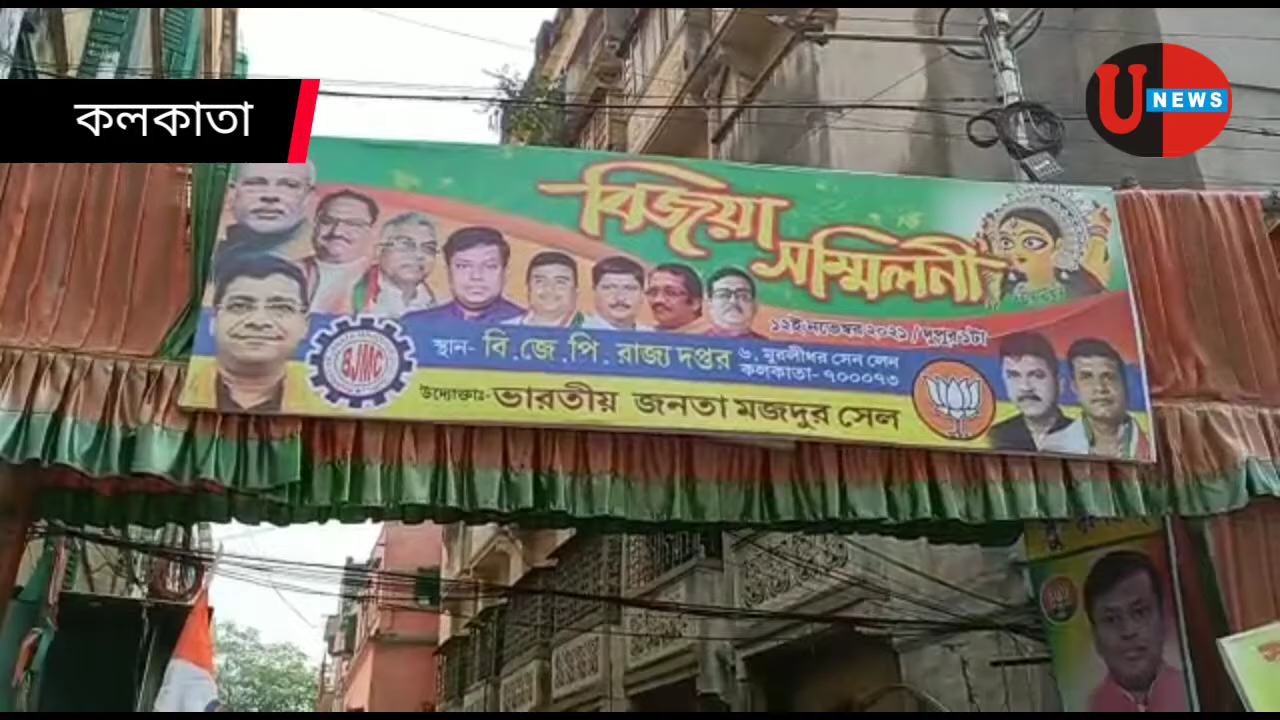 কলকাতা
U NEWS
বিজয়া
সম্মিলনী
১২ই নভেম্বর ২০২১ / দুপুর ১টা
স্থান- বি.জে.পি. রাজ্য দপ্তর ৬, মুরলীধর সেন লেন
কলকাতা- ৭০০০৭৩
BJMC
উদ্যোক্তাঃ- ভারতীয় জনতা মজদুর সেল